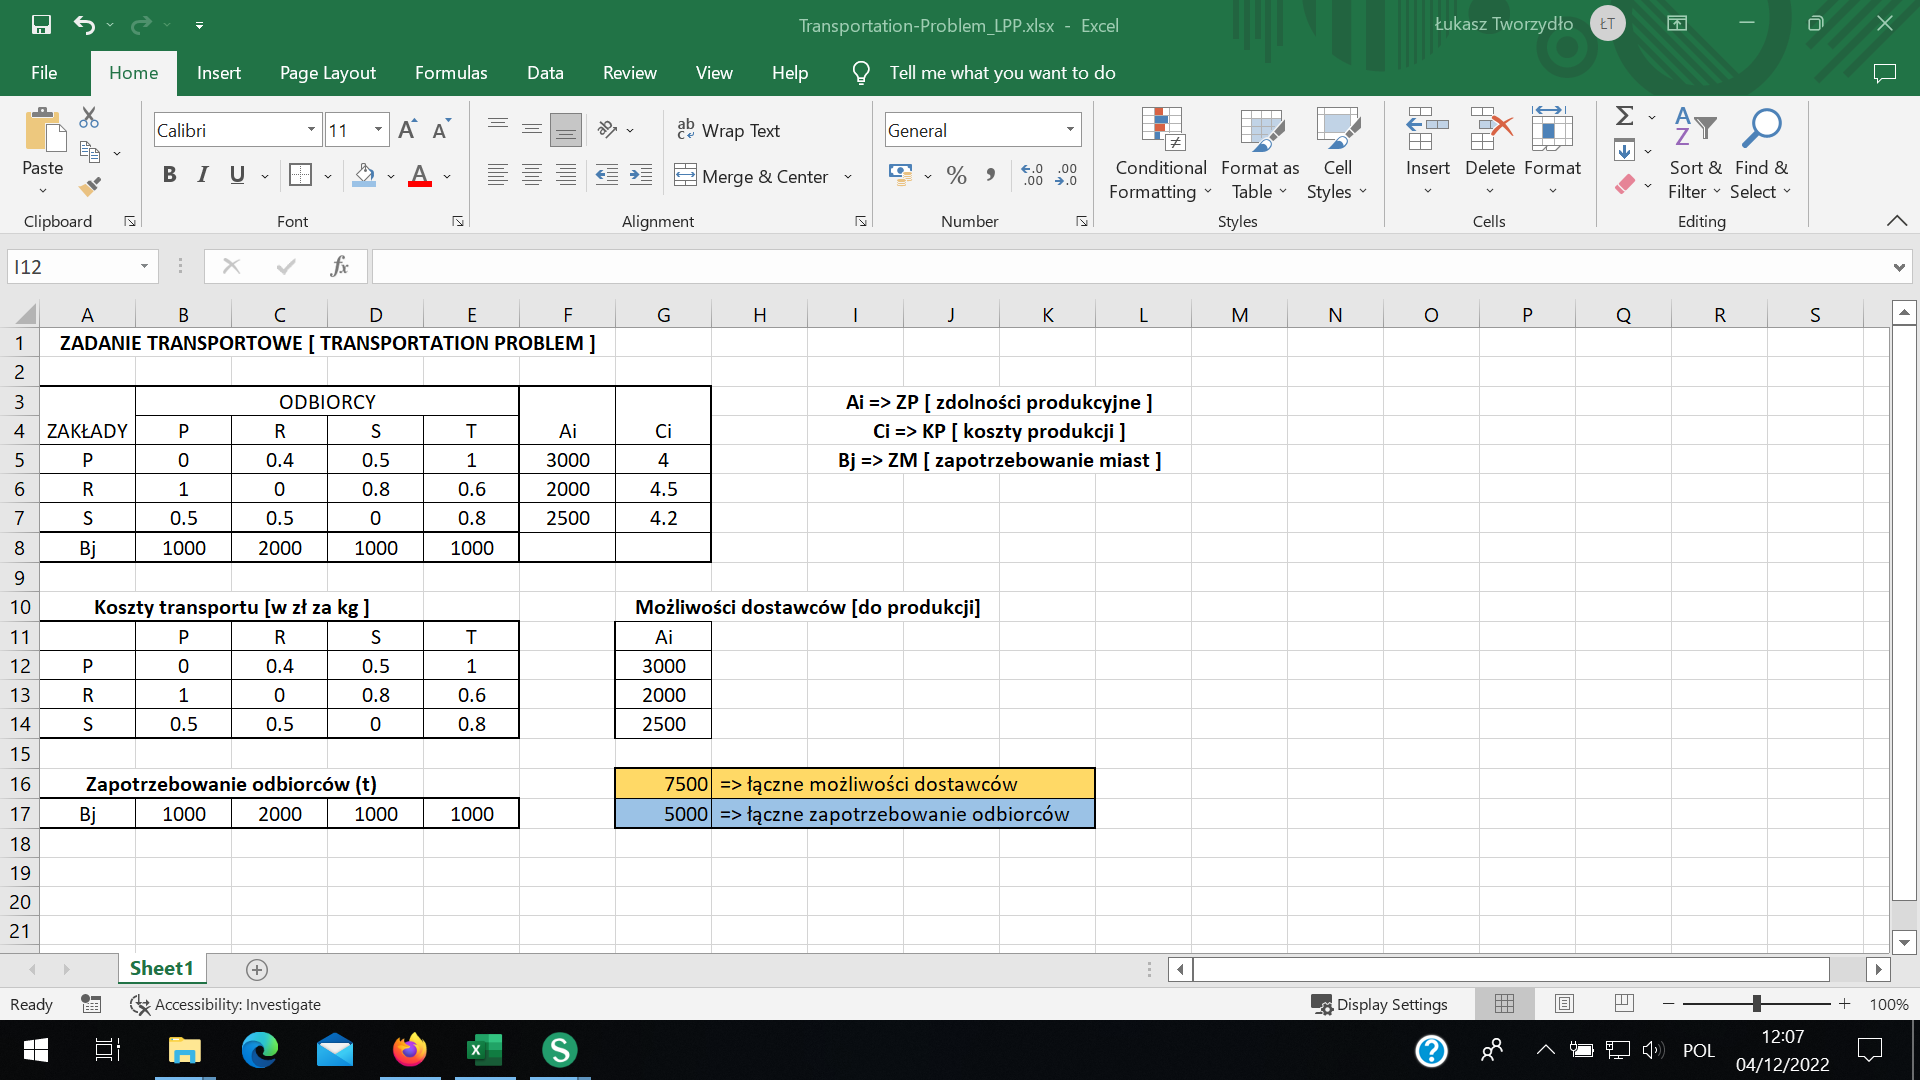 Transportation-Problem_LPP.xlsx - Excel
Łukasz Tworzydło ŁT
File Home Insert Page Layout Formulas Data Review View Help Tell me what you want to do
Calibri 11 Wrap Text General
Paste B I U A Merge & Center % Conditional Formatting Format as Table Cell Styles Insert Delete Format Sort & Filter Find & Select
Clipboard Font Alignment Number Styles Cells Editing
I12 fx
A B C D E F G H I J K L M N O P Q R S
1 ZADANIE TRANSPORTOWE [ TRANSPORTATION PROBLEM ]
2
3 ODBIORCY Ai => ZP [ zdolności produkcyjne ]
4 ZAKŁADY P R S T Ai Ci Ci => KP [ koszty produkcji ]
5 P 0 0.4 0.5 1 3000 4 Bj => ZM [ zapotrzebowanie miast ]
6 R 1 0 0.8 0.6 2000 4.5
7 S 0.5 0.5 0 0.8 2500 4.2
8 Bj 1000 2000 1000 1000
9
10 Koszty transportu [w zł za kg ] Możliwości dostawców [do produkcji]
11 P R S T Ai
12 P 0 0.4 0.5 1 3000
13 R 1 0 0.8 0.6 2000
14 S 0.5 0.5 0 0.8 2500
15
16 Zapotrzebowanie odbiorców (t) 7500 => łączne możliwości dostawców
17 Bj 1000 2000 1000 1000 5000 => łączne zapotrzebowanie odbiorców
18
19
20
21
Sheet1
Ready Accessibility: Investigate Display Settings 100%
POL 12:07
04/12/2022